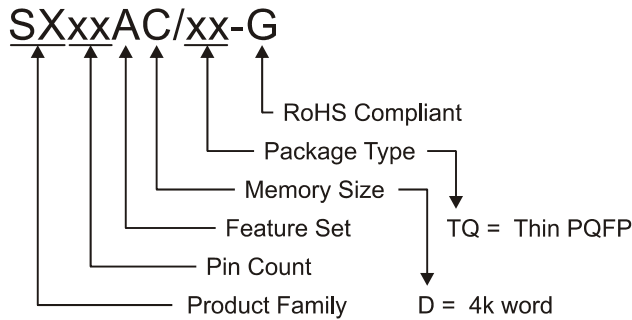 SXxxAC/xx-G
RoHS Compliant
Package Type
Memory Size
Feature Set
TQ = Thin PQFP
Pin Count
Product Family
D = 4k word